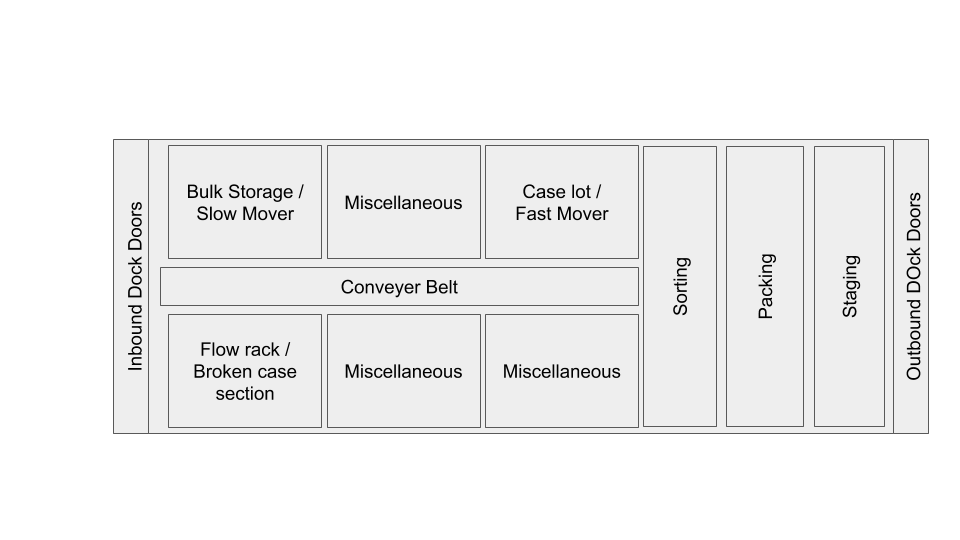 Inbound Dock Doors
Bulk Storage /
Slow Mover
Miscellaneous
Case lot /
Fast Mover
Conveyer Belt
Flow rack /
Broken case
section
Miscellaneous
Miscellaneous
Sorting
Packing
Staging
Outbound DOck Doors